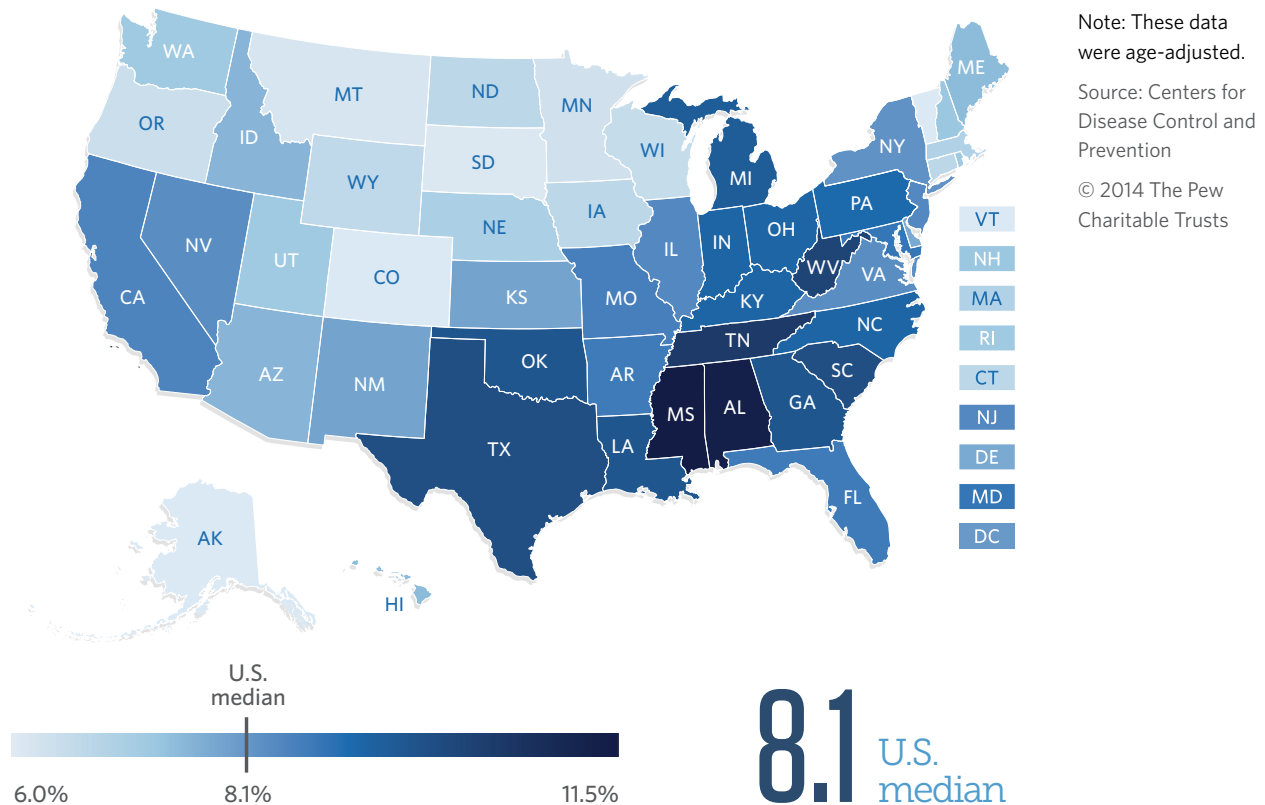 Note: These data
were age-adjusted.
Source: Centers for
Disease Control and
Prevention
© 2014 The Pew
Charitable Trusts
WA
MT
ND
MN
ME
OR
ID
SD
WI
NY
WY
MI
IA
PA
NE
NV
UT
CO
IL
IN
OH
WV
VA
CA
KS
MO
KY
NC
TN
AZ
NM
OK
AR
SC
MS
AL
GA
TX
LA
FL
AK
HI
VT
NH
MA
RI
CT
NJ
DE
MD
DC
U.S.
median
6.0%
8.1%
11.5%
8.1
U.S.
median